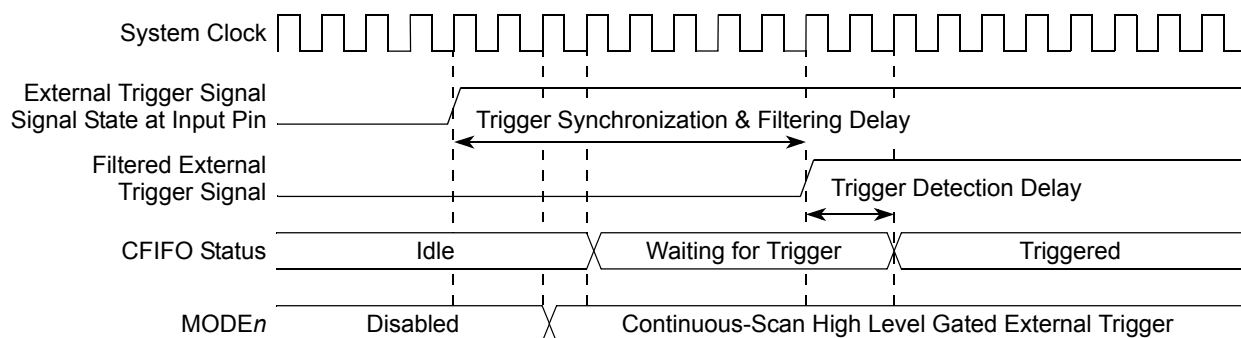 System Clock
External Trigger Signal
Signal State at Input Pin
Trigger Synchronization & Filtering Delay
Filtered External
Trigger Signal
Trigger Detection Delay
CFIFO Status
Idle
Waiting for Trigger
Triggered
MODEn
Disabled
Continuous-Scan High Level Gated External Trigger